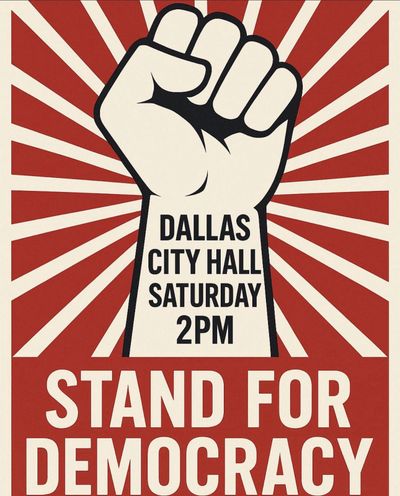 DALLAS
CITY HALL
SATURDAY
2PM
STAND FOR
DEMOCRACY